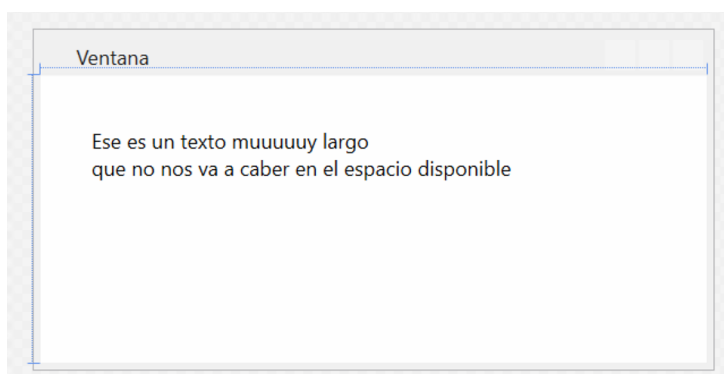 Ventana
Ese es un texto muuuuuy largo
que no nos va a caber en el espacio disponible